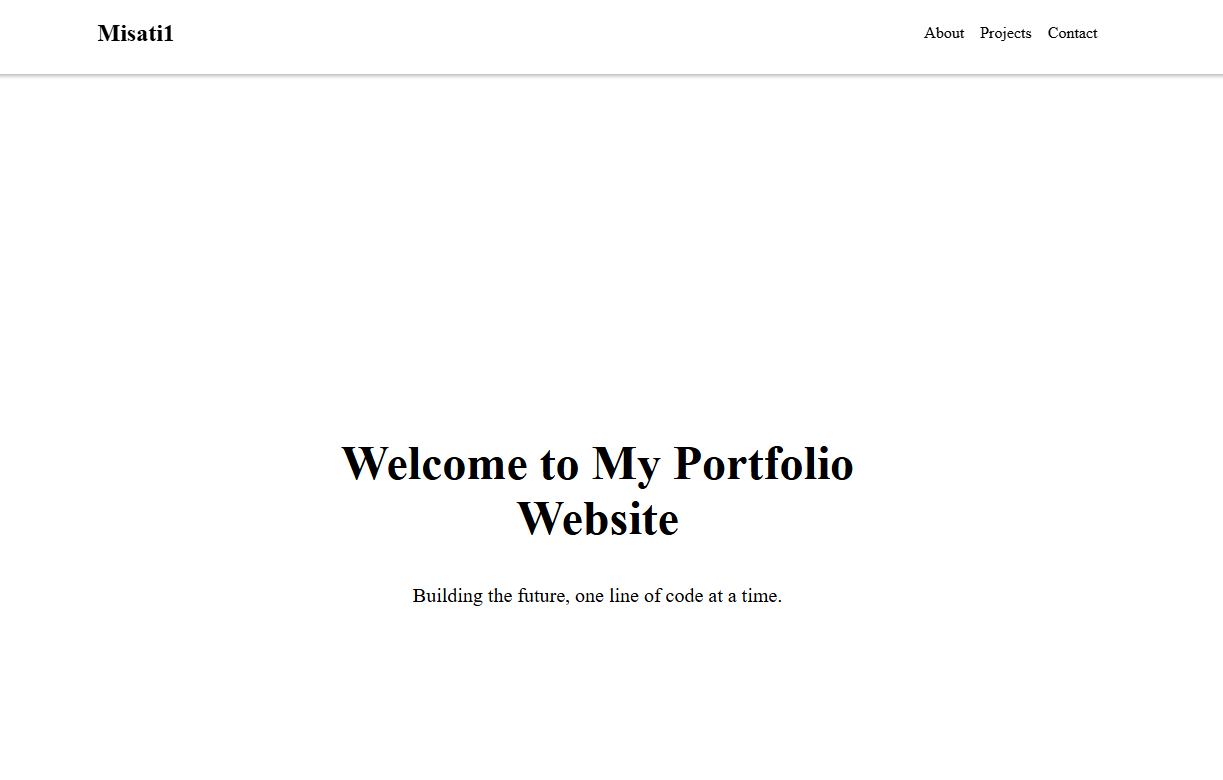 Misati1
About Projects Contact
Welcome to My Portfolio
Website
Building the future, one line of code at a time.